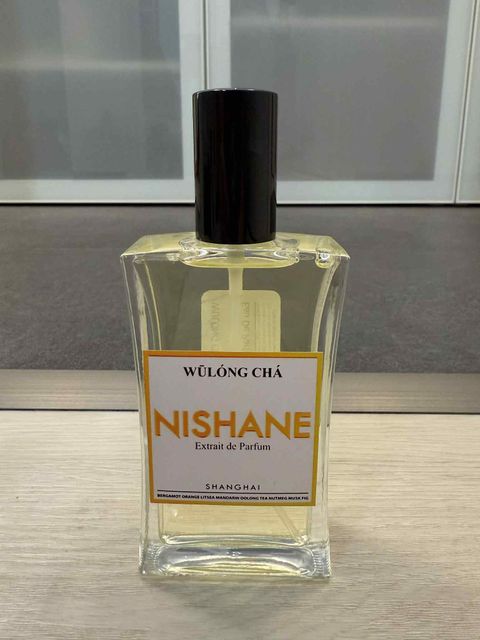 WŪLÓNG CHÁ
NISHANE
Extrait de Parfum
SHANGHAI
BERGAMOT ORANGE LITSEA MANDARIN OOLONG TEA NUTMEG MUSK FIG